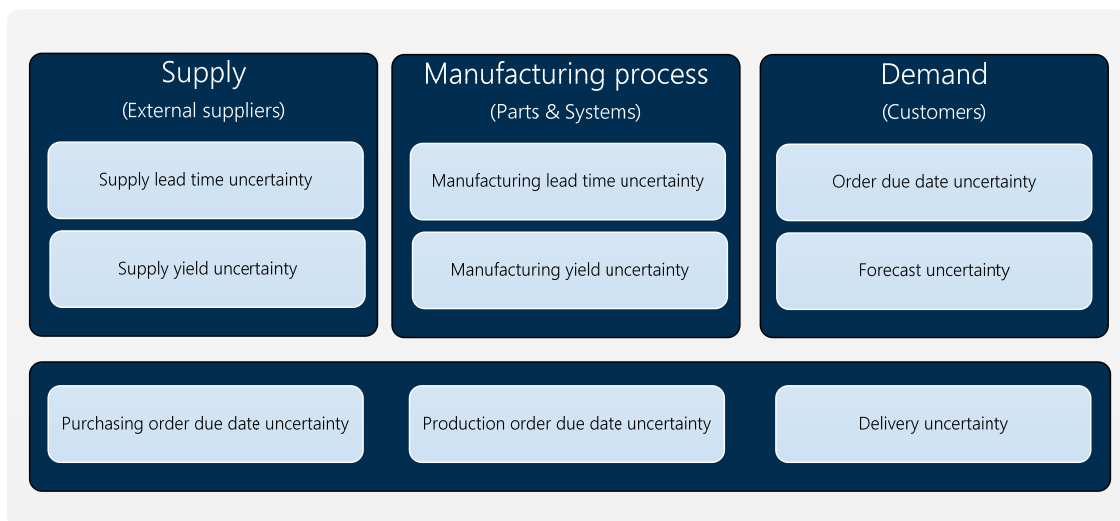 Supply
(External suppliers)
Supply lead time uncertainty
Supply yield uncertainty
Manufacturing process
(Parts & Systems)
Manufacturing lead time uncertainty
Manufacturing yield uncertainty
Demand
(Customers)
Order due date uncertainty
Forecast uncertainty
Purchasing order due date uncertainty
Production order due date uncertainty
Delivery uncertainty